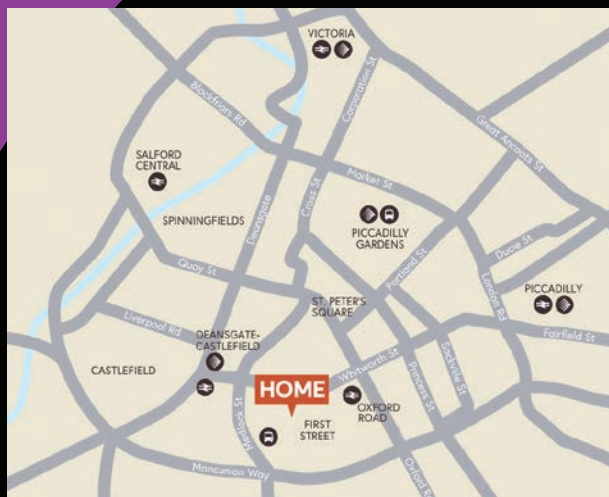 VICTORIA
Blackfriars Rd
Corporation St
Great Ancoats St
SALFORD
CENTRAL
Market St
Cross St
Deansgate
SPINNINGFIELDS
PICCADILLY
GARDENS
Ducie St
Quay St
Portland St
London Rd
PICCADILLY
ST. PETER'S
SQUARE
Liverpool Rd
DEANSGATE-
CASTLEFIELD
Fairfield St
CASTLEFIELD
Whitworth St
Sackville St
Princess St
HOME
OXFORD
ROAD
Medlock St
FIRST
STREET
Mancunian Way
Oxford Rd